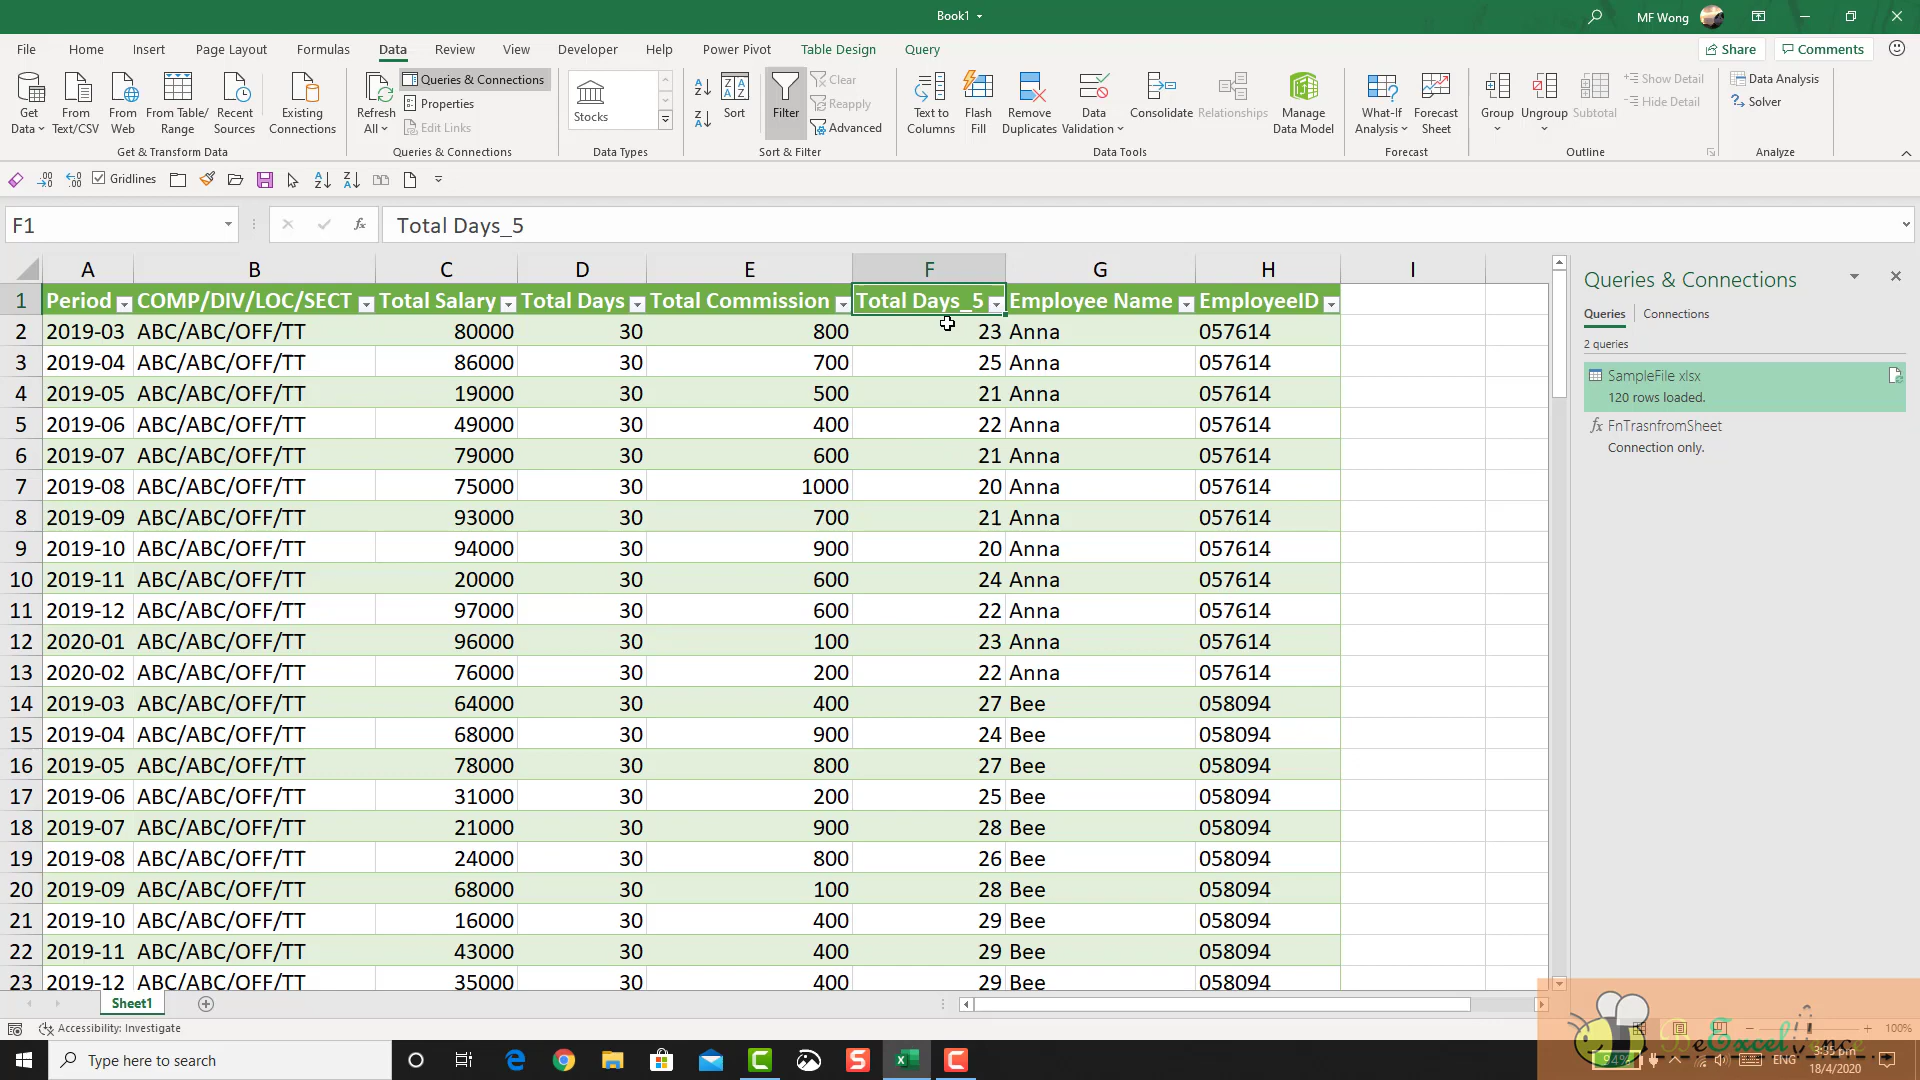 Book1
MF Wong
File Home Insert Page Layout Formulas Data Review View Developer Help Power Pivot Table Design Query Share Comments
Get Data From Text/CSV From Web From Table/ Range Recent Sources Existing Connections
Get & Transform Data
Refresh All Queries & Connections
Properties
Edit Links
Queries & Connections
Stocks
Data Types
Sort Filter Clear
Reapply
Advanced
Sort & Filter
Text to Columns Flash Fill Remove Duplicates Data Validation Consolidate Relationships Manage Data Model
Data Tools
What-If Analysis Forecast Sheet
Forecast
Group Ungroup Subtotal Show Detail
Hide Detail
Outline
Data Analysis
Solver
Analyze
Gridlines
F1 fx Total Days_5
A B C D E F G H I
1 Period COMP/DIV/LOC/SECT Total Salary Total Days Total Commission Total Days_5 Employee Name EmployeeID
2 2019-03 ABC/ABC/OFF/TT 80000 30 800 23 Anna 057614
3 2019-04 ABC/ABC/OFF/TT 86000 30 700 25 Anna 057614
4 2019-05 ABC/ABC/OFF/TT 19000 30 500 21 Anna 057614
5 2019-06 ABC/ABC/OFF/TT 49000 30 400 22 Anna 057614
6 2019-07 ABC/ABC/OFF/TT 79000 30 600 21 Anna 057614
7 2019-08 ABC/ABC/OFF/TT 75000 30 1000 20 Anna 057614
8 2019-09 ABC/ABC/OFF/TT 93000 30 700 21 Anna 057614
9 2019-10 ABC/ABC/OFF/TT 94000 30 900 20 Anna 057614
10 2019-11 ABC/ABC/OFF/TT 20000 30 600 24 Anna 057614
11 2019-12 ABC/ABC/OFF/TT 97000 30 600 22 Anna 057614
12 2020-01 ABC/ABC/OFF/TT 96000 30 100 23 Anna 057614
13 2020-02 ABC/ABC/OFF/TT 76000 30 200 22 Anna 057614
14 2019-03 ABC/ABC/OFF/TT 64000 30 400 27 Bee 058094
15 2019-04 ABC/ABC/OFF/TT 68000 30 900 24 Bee 058094
16 2019-05 ABC/ABC/OFF/TT 78000 30 800 27 Bee 058094
17 2019-06 ABC/ABC/OFF/TT 31000 30 200 25 Bee 058094
18 2019-07 ABC/ABC/OFF/TT 21000 30 900 28 Bee 058094
19 2019-08 ABC/ABC/OFF/TT 24000 30 800 26 Bee 058094
20 2019-09 ABC/ABC/OFF/TT 68000 30 100 28 Bee 058094
21 2019-10 ABC/ABC/OFF/TT 16000 30 400 29 Bee 058094
22 2019-11 ABC/ABC/OFF/TT 43000 30 400 29 Bee 058094
23 2019-12 ABC/ABC/OFF/TT 35000 30 400 29 Bee 058094
Queries & Connections
Queries Connections
2 queries
SampleFile xlsx
120 rows loaded.
fx FnTrasnfromSheet
Connection only.
Sheet1
Accessibility: Investigate
100%
Type here to search
94%
ENG
3:35 pm
18/4/2020